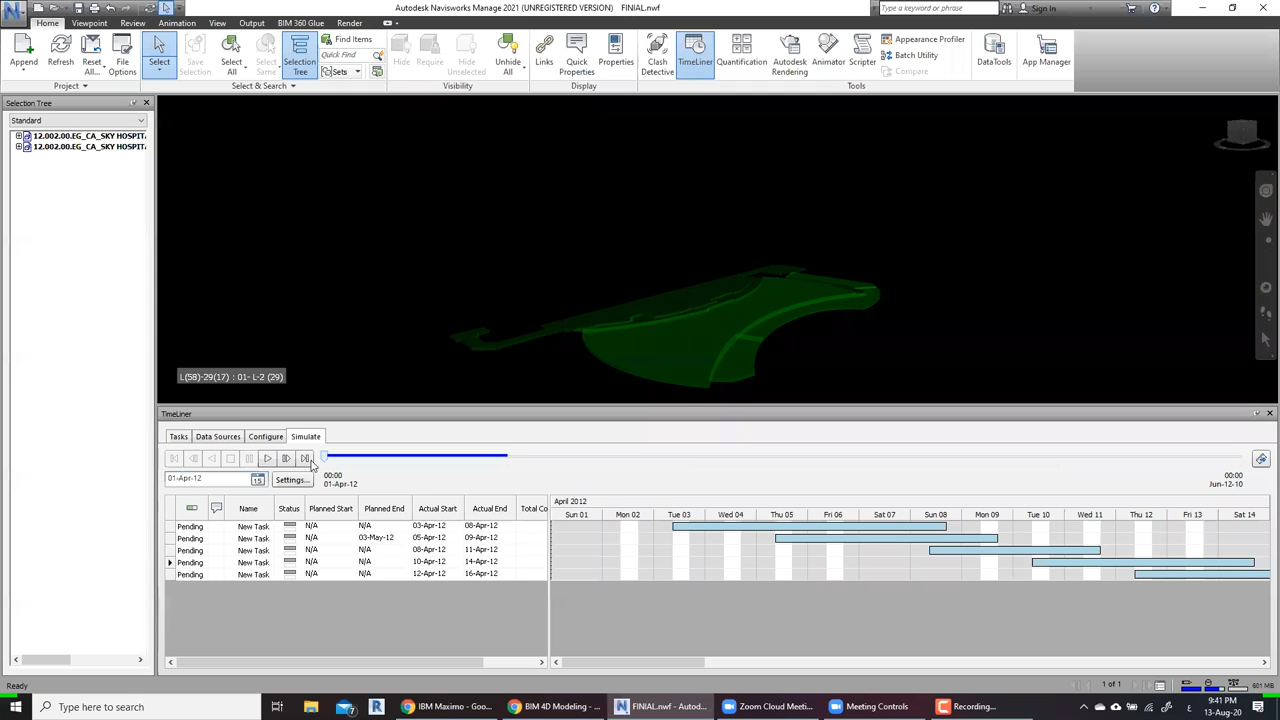 Autodesk Navisworks Manage 2021 (UNREGISTERED VERSION) FINIAL.nwf
Type a keyword or phrase
Sign In
Home Viewpoint Review Animation View Output BIM 360 Glue Render
Append Refresh Reset All... File Options
Select Save Selection Select All Select Same Selection Tree
Find Items
Quick Find
Sets
Hide Require Hide Unselected Unhide All
Links Quick Properties Properties
Clash Detective TimeLiner Quantification Autodesk Rendering Animator Scripter
Appearance Profiler
Batch Utility
Compare
DataTools App Manager
Project Select & Search Visibility Display Tools
Selection Tree
Standard
12.002.00.EG_CA_SKY HOSPIT
12.002.00.EG_CA_SKY HOSPIT
L(58)-29(17) : 01- L-2 (29)
TimeLiner
Tasks Data Sources Configure Simulate
01-Apr-12 15 Settings...
00:00
01-Apr-12
00:00
Jun-12-10
Name Status Planned Start Planned End Actual Start Actual End Total Co
Pending New Task N/A N/A 03-Apr-12 08-Apr-12
Pending New Task N/A 03-May-12 05-Apr-12 09-Apr-12
Pending New Task N/A N/A 08-Apr-12 11-Apr-12
Pending New Task N/A N/A 10-Apr-12 14-Apr-12
Pending New Task N/A N/A 12-Apr-12 16-Apr-12
April 2012
Sun 01 Mon 02 Tue 03 Wed 04 Thu 05 Fri 06 Sat 07 Sun 08 Mon 09 Tue 10 Wed 11 Thu 12 Fri 13 Sat 14
Ready
1 of 1
601 MB
Type here to search
IBM Maximo - Goo...
BIM 4D Modeling - ...
FINIAL.nwf - Autod...
Zoom Cloud Meeti...
Meeting Controls
Recording...
9:41 PM
13-Aug-20